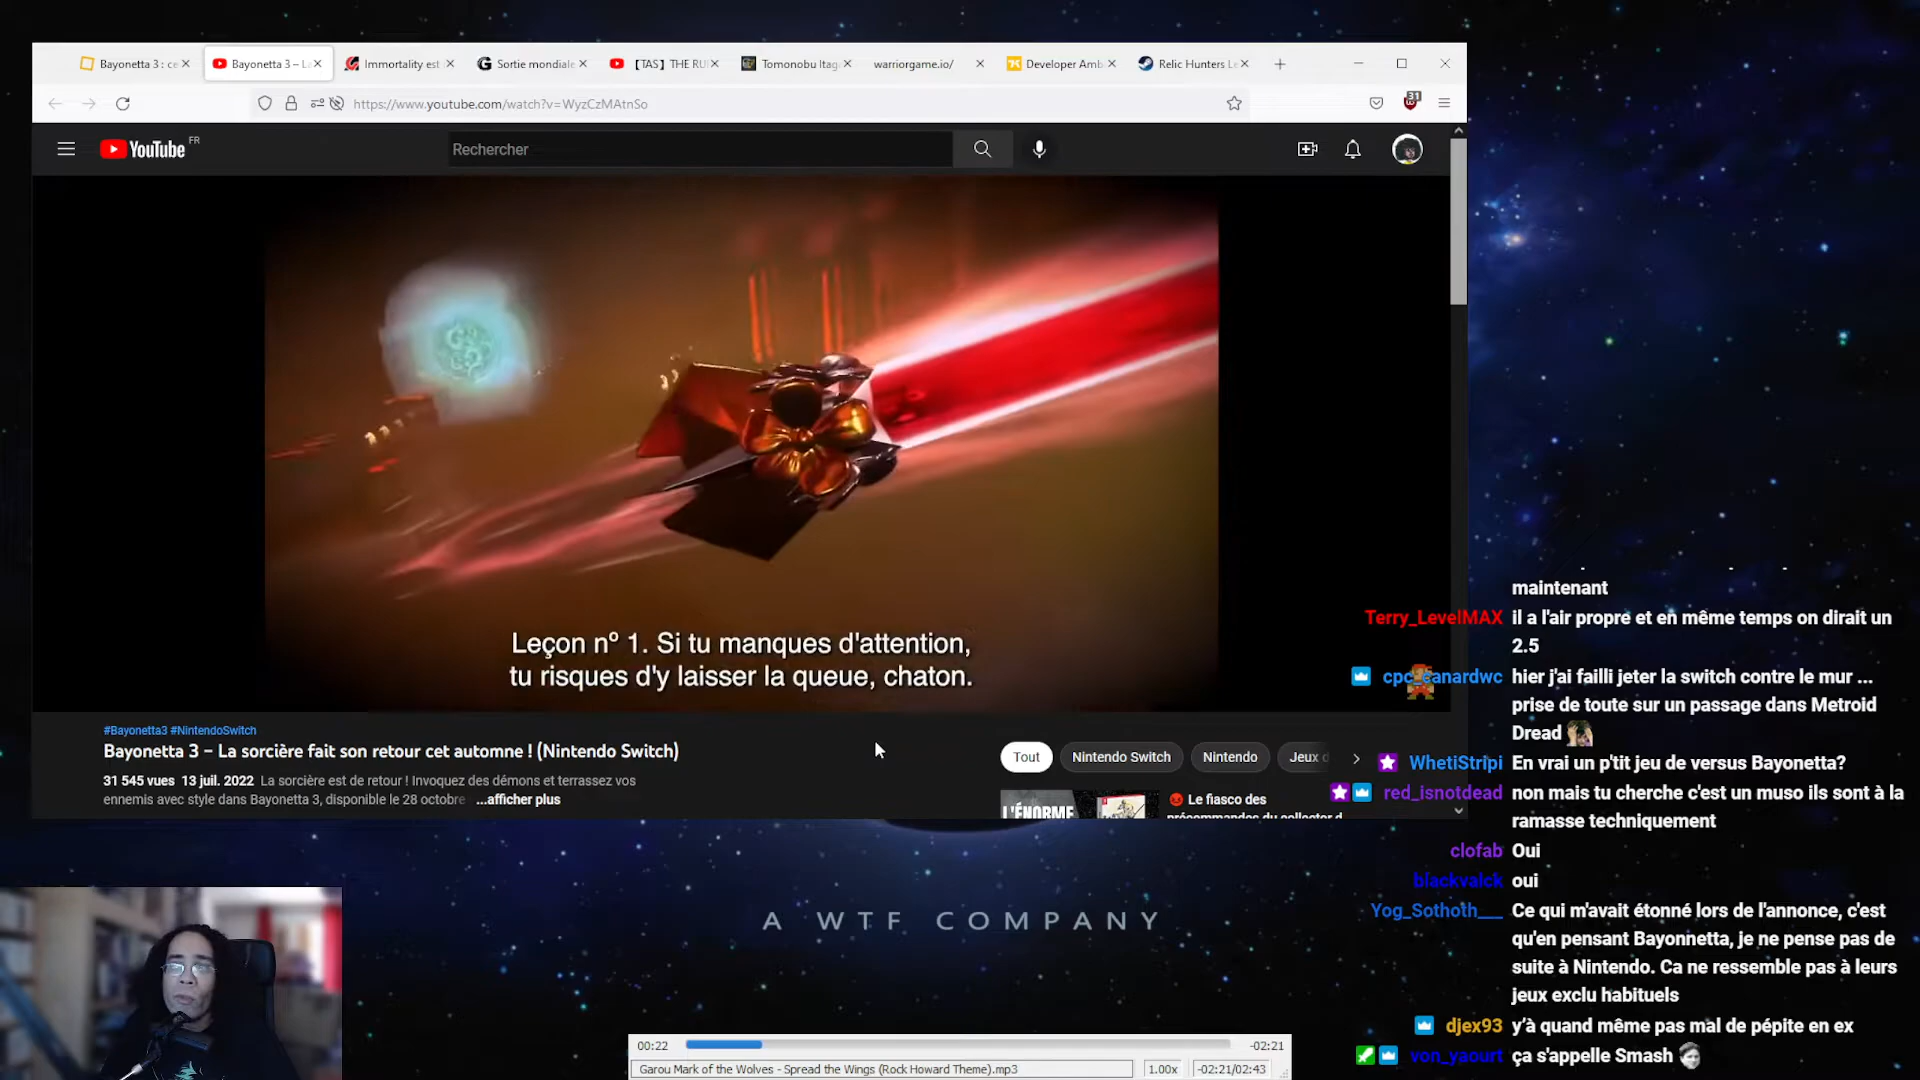 Bayonetta 3 : ce
Bayonetta 3 – La
Immortality est
Sortie mondiale
【TAS】THE RU
Tomonobu Itag
warriorgame.io/
Developer Amb
Relic Hunters Le
https://www.youtube.com/watch?v=WyzCzMAtnSo
31
YouTube FR
Rechercher
Leçon nº 1. Si tu manques d'attention,
tu risques d'y laisser la queue, chaton.
#Bayonetta3 #NintendoSwitch
Bayonetta 3 – La sorcière fait son retour cet automne ! (Nintendo Switch)
31 545 vues 13 juil. 2022 La sorcière est de retour ! Invoquez des démons et terrassez vos
ennemis avec style dans Bayonetta 3, disponible le 28 octobre ...afficher plus
Tout
Nintendo Switch
Nintendo
Jeux d
L'ÉNORME
Le fiasco des
précommandes du collector d
maintenant
Terry_LevelMAX il a l'air propre et en même temps on dirait un
2.5
cpc_canardwc hier j'ai failli jeter la switch contre le mur ...
prise de toute sur un passage dans Metroid
Dread
WhetiStripi En vrai un p'tit jeu de versus Bayonetta?
red_isnotdead non mais tu cherche c'est un muso ils sont à la
ramasse techniquement
clofab Oui
blackvalck oui
Yog_Sothoth___ Ce qui m'avait étonné lors de l'annonce, c'est
qu'en pensant Bayonnetta, je ne pense pas de
suite à Nintendo. Ca ne ressemble pas à leurs
jeux exclu habituels
djex93 y'à quand même pas mal de pépite en ex
von_yaourt ça s'appelle Smash
A WTF COMPANY
00:22
-02:21
Garou Mark of the Wolves - Spread the Wings (Rock Howard Theme).mp3
1.00x
-02:21/02:43